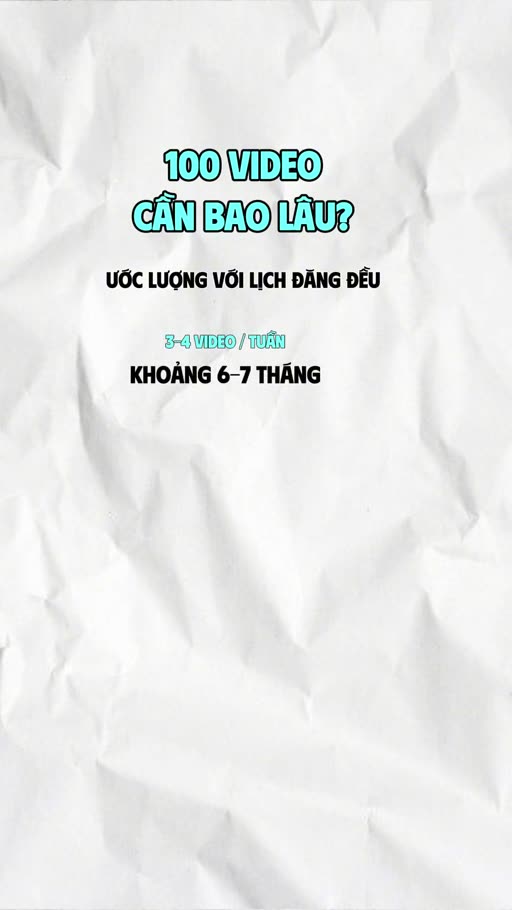 100 VIDEO
CẦN BAO LÂU?
ƯỚC LƯỢNG VỚI LỊCH ĐĂNG ĐỀU
3-4 VIDEO / TUẦN
KHOẢNG 6-7 THÁNG